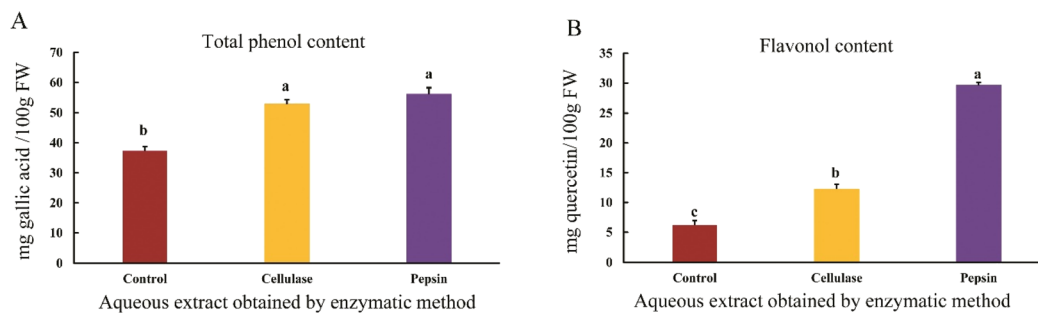 A
Total phenol content
mg gallic acid /100g FW
70
60
50
40
30
20
10
0
b
a
a
Control
Cellulase
Pepsin
Aqueous extract obtained by enzymatic method
B
Flavonol content
mg quercetin/100g FW
35
30
25
20
15
10
5
0
c
b
a
Control
Cellulase
Pepsin
Aqueous extract obtained by enzymatic method